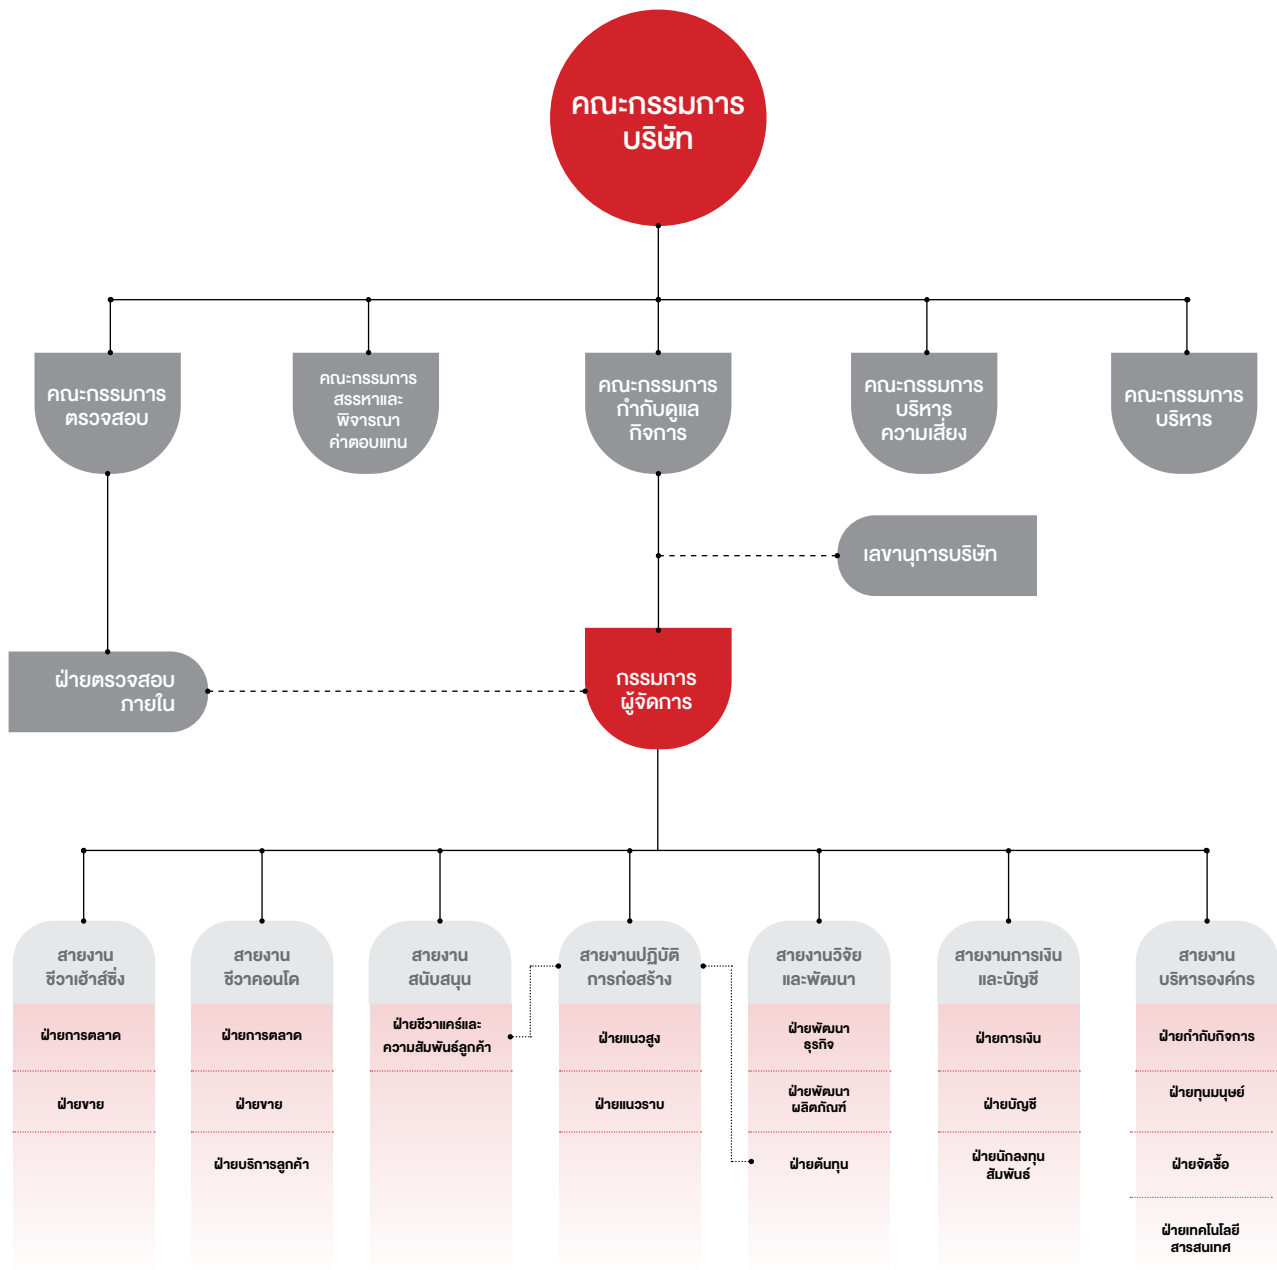 คณะกรรมการ
บริษัท
คณะกรรมการ
ตรวจสอบ
คณะกรรมการ
สรรหาและ
พิจารณา
ค่าตอบแทน
คณะกรรมการ
กำกับดูแล
กิจการ
คณะกรรมการ
บริหาร
ความเสี่ยง
คณะกรรมการ
บริหาร
เลขานุการบริษัท
ฝ่ายตรวจสอบ
ภายใน
กรรมการ
ผู้จัดการ
สายงาน
ชีวาเฮ้าส์ซิ่ง
ฝ่ายการตลาด
ฝ่ายขาย
สายงาน
ชีวาคอนโด
ฝ่ายการตลาด
ฝ่ายขาย
ฝ่ายบริการลูกค้า
สายงาน
สนับสนุน
ฝ่ายชีวาแคร์และ
ความสัมพันธ์ลูกค้า
สายงานปฏิบัติ
การก่อสร้าง
ฝ่ายแนวสูง
ฝ่ายแนวราบ
สายงานวิจัย
และพัฒนา
ฝ่ายพัฒนา
ธุรกิจ
ฝ่ายพัฒนา
ผลิตภัณฑ์
ฝ่ายต้นทุน
สายงานการเงิน
และบัญชี
ฝ่ายการเงิน
ฝ่ายบัญชี
ฝ่ายนักลงทุน
สัมพันธ์
สายงาน
บริหารองค์กร
ฝ่ายกำกับกิจการ
ฝ่ายทุนมนุษย์
ฝ่ายจัดซื้อ
ฝ่ายเทคโนโลยี
สารสนเทศ